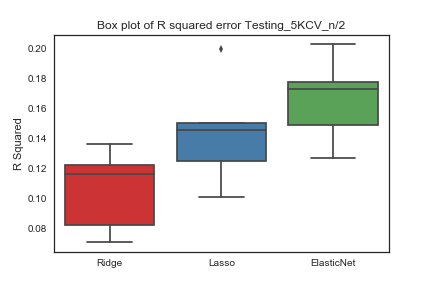 Box plot of R squared error Testing_5KCV_n/2
R Squared
0.20
0.18
0.16
0.14
0.12
0.10
0.08
Ridge
Lasso
ElasticNet